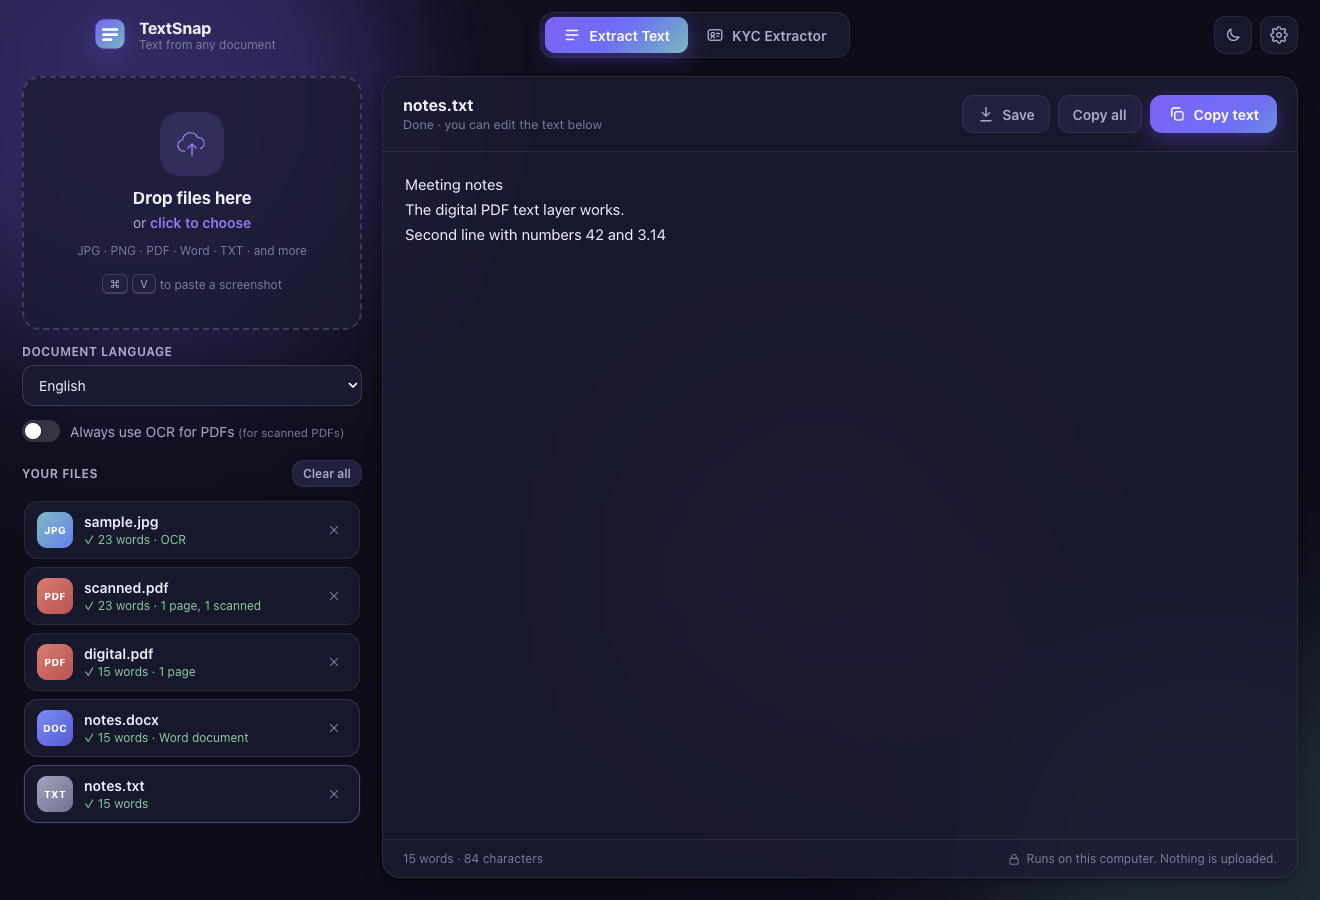 TextSnap
Text from any document
Extract Text
KYC Extractor
Drop files here
or click to choose
JPG · PNG · PDF · Word · TXT · and more
⌘ V to paste a screenshot
DOCUMENT LANGUAGE
English
Always use OCR for PDFs (for scanned PDFs)
YOUR FILES
Clear all
JPG
sample.jpg
✓ 23 words · OCR
PDF
scanned.pdf
✓ 23 words · 1 page, 1 scanned
PDF
digital.pdf
✓ 15 words · 1 page
DOC
notes.docx
✓ 15 words · Word document
TXT
notes.txt
✓ 15 words
notes.txt
Done · you can edit the text below
Save
Copy all
Copy text
Meeting notes
The digital PDF text layer works.
Second line with numbers 42 and 3.14
15 words · 84 characters
Runs on this computer. Nothing is uploaded.